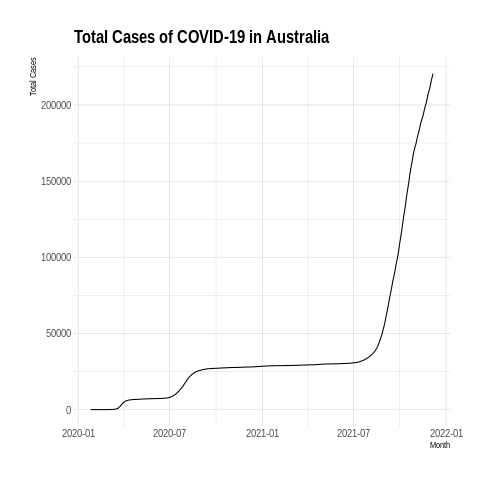 Total Cases of COVID-19 in Australia
Total Cases
200000
150000
100000
50000
0
2020-01 2020-07 2021-01 2021-07 2022-01
Month